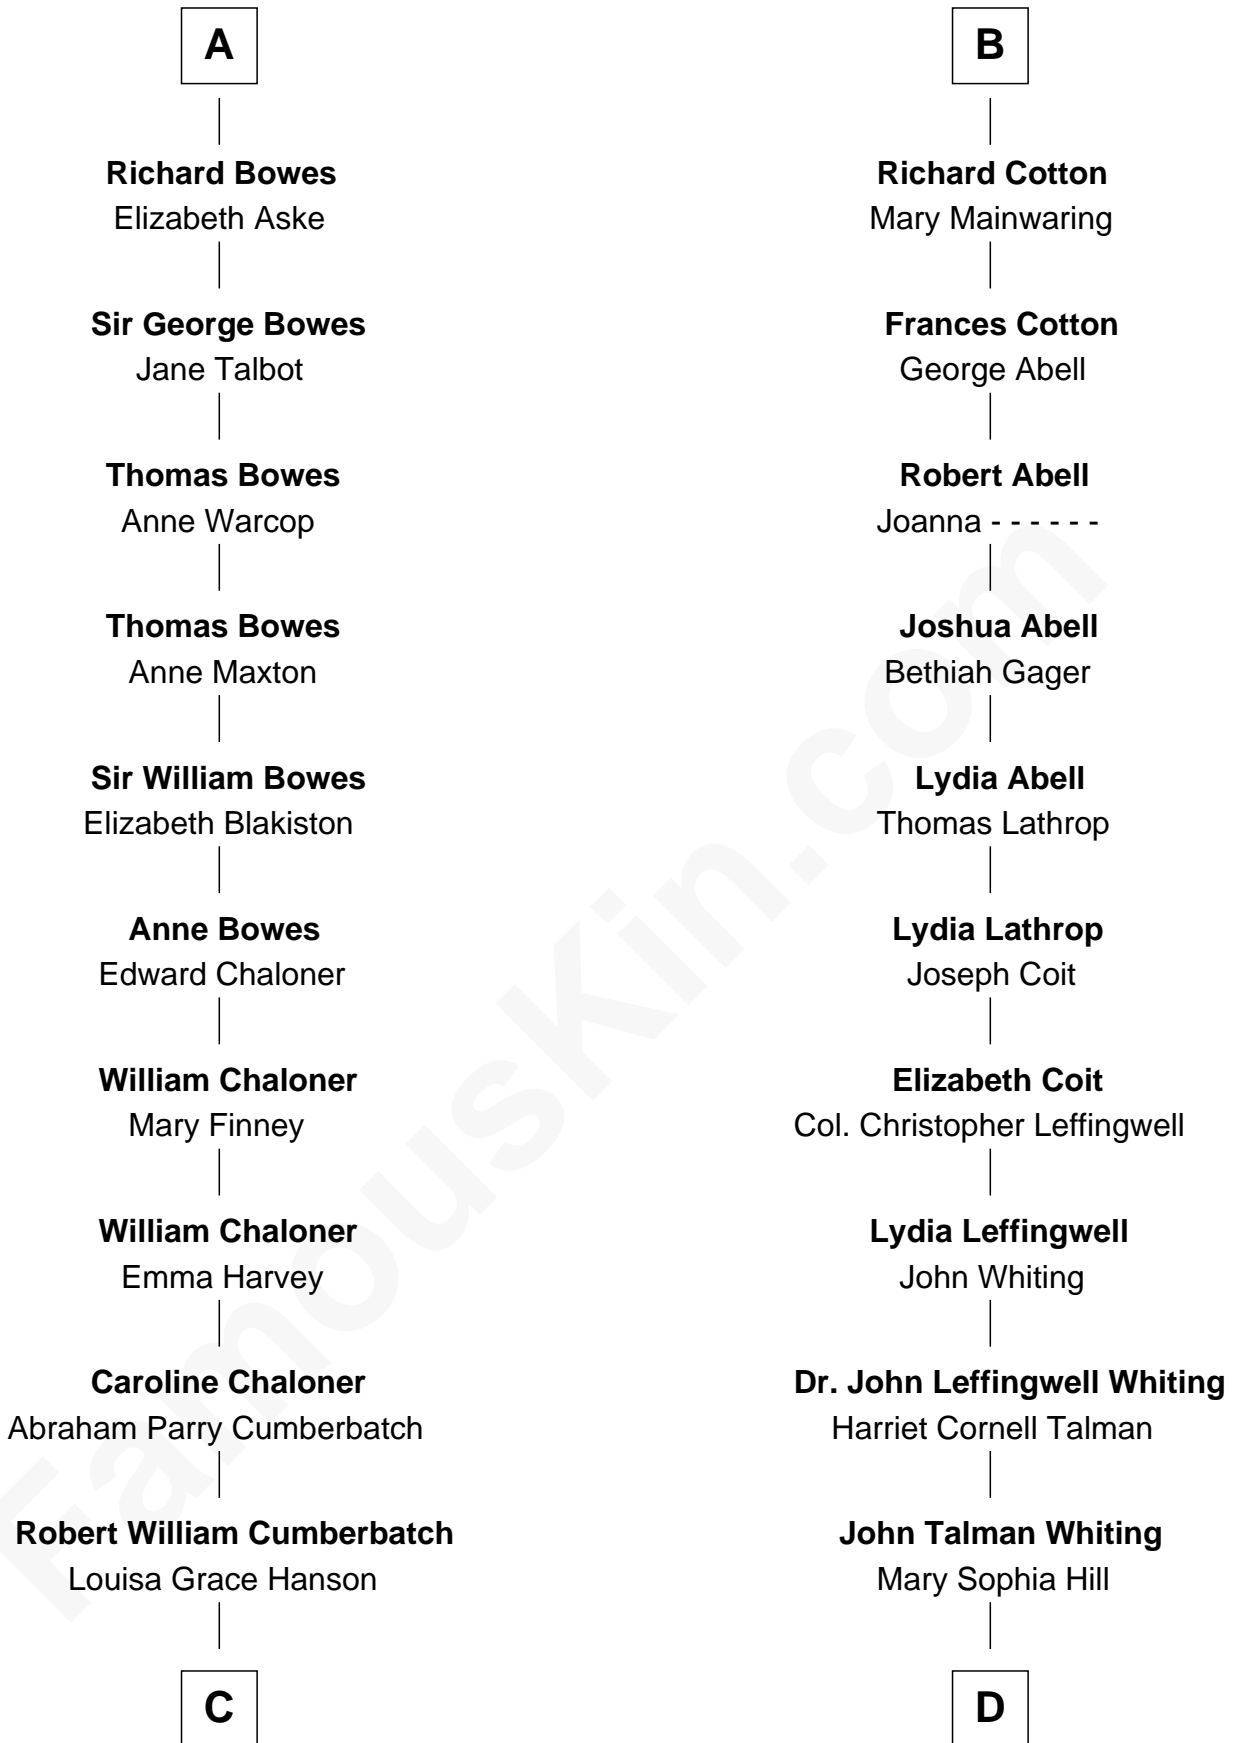 A
Richard Bowes
Elizabeth Aske
Sir George Bowes
Jane Talbot
Thomas Bowes
Anne Warcop
Thomas Bowes
Anne Maxton
Sir William Bowes
Elizabeth Blakiston
Anne Bowes
Edward Chaloner
William Chaloner
Mary Finney
William Chaloner
Emma Harvey
Caroline Chaloner
Abraham Parry Cumberbatch
Robert William Cumberbatch
Louisa Grace Hanson
C
B
Richard Cotton
Mary Mainwaring
Frances Cotton
George Abell
Robert Abell
Joanna - - - - - -
Joshua Abell
Bethiah Gager
Lydia Abell
Thomas Lathrop
Lydia Lathrop
Joseph Coit
Elizabeth Coit
Col. Christopher Leffingwell
Lydia Leffingwell
John Whiting
Dr. John Leffingwell Whiting
Harriet Cornell Talman
John Talman Whiting
Mary Sophia Hill
D
FamousKin.com